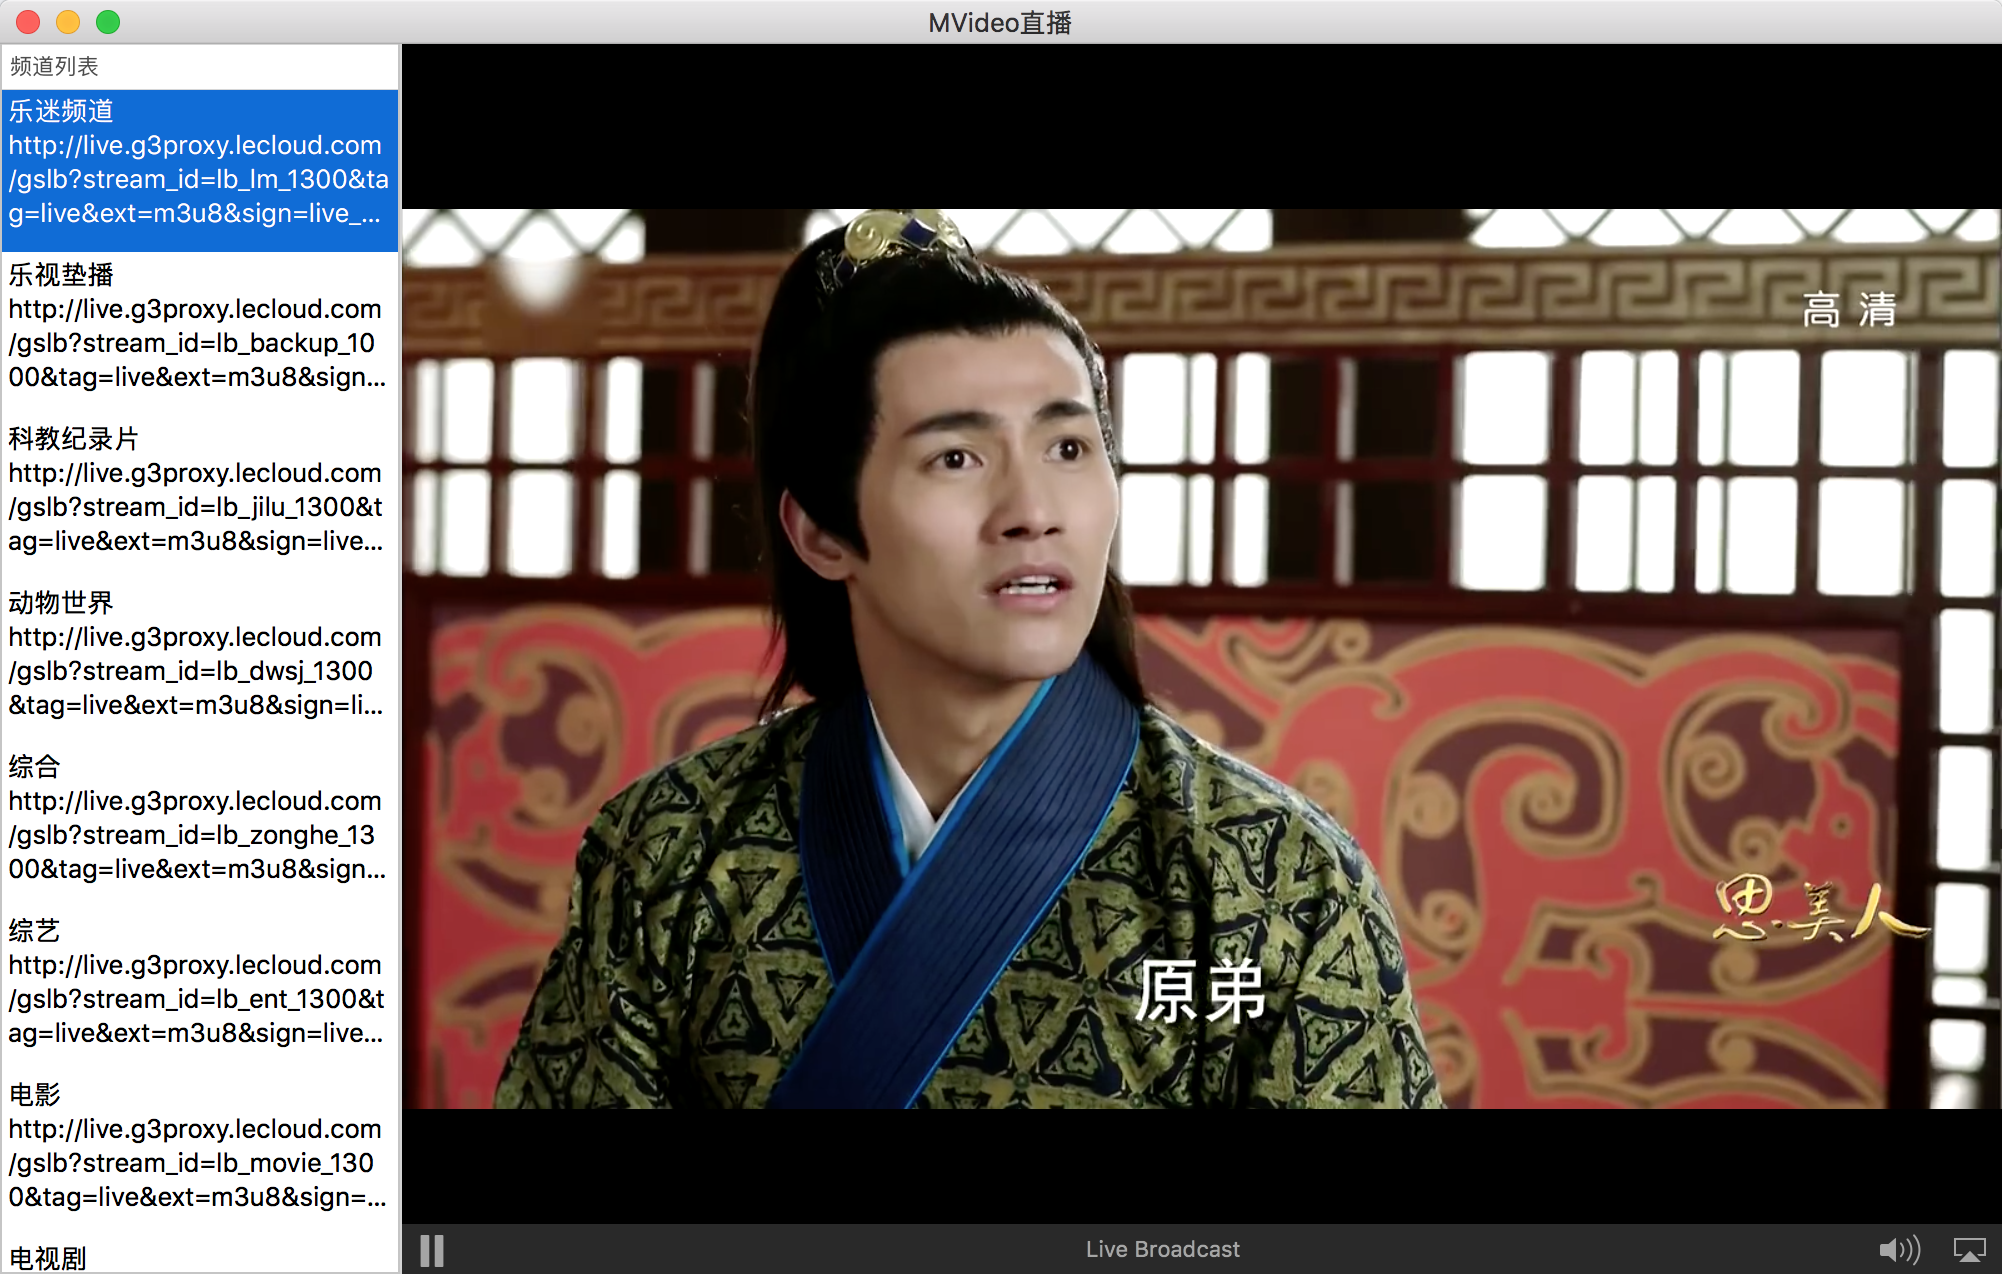 MVideo直播
频道列表
乐迷频道
http://live.g3proxy.lecloud.com
/gslb?stream_id=lb_lm_1300&ta
g=live&ext=m3u8&sign=live_...
乐视垫播
http://live.g3proxy.lecloud.com
/gslb?stream_id=lb_backup_10
00&tag=live&ext=m3u8&sign...
科教纪录片
http://live.g3proxy.lecloud.com
/gslb?stream_id=lb_jilu_1300&t
ag=live&ext=m3u8&sign=live...
动物世界
http://live.g3proxy.lecloud.com
/gslb?stream_id=lb_dwsj_1300
&tag=live&ext=m3u8&sign=li...
综合
http://live.g3proxy.lecloud.com
/gslb?stream_id=lb_zonghe_13
00&tag=live&ext=m3u8&sign...
综艺
http://live.g3proxy.lecloud.com
/gslb?stream_id=lb_ent_1300&t
ag=live&ext=m3u8&sign=live...
电影
http://live.g3proxy.lecloud.com
/gslb?stream_id=lb_movie_130
0&tag=live&ext=m3u8&sign=...
电视剧
高清
思·美人
原弟
Live Broadcast